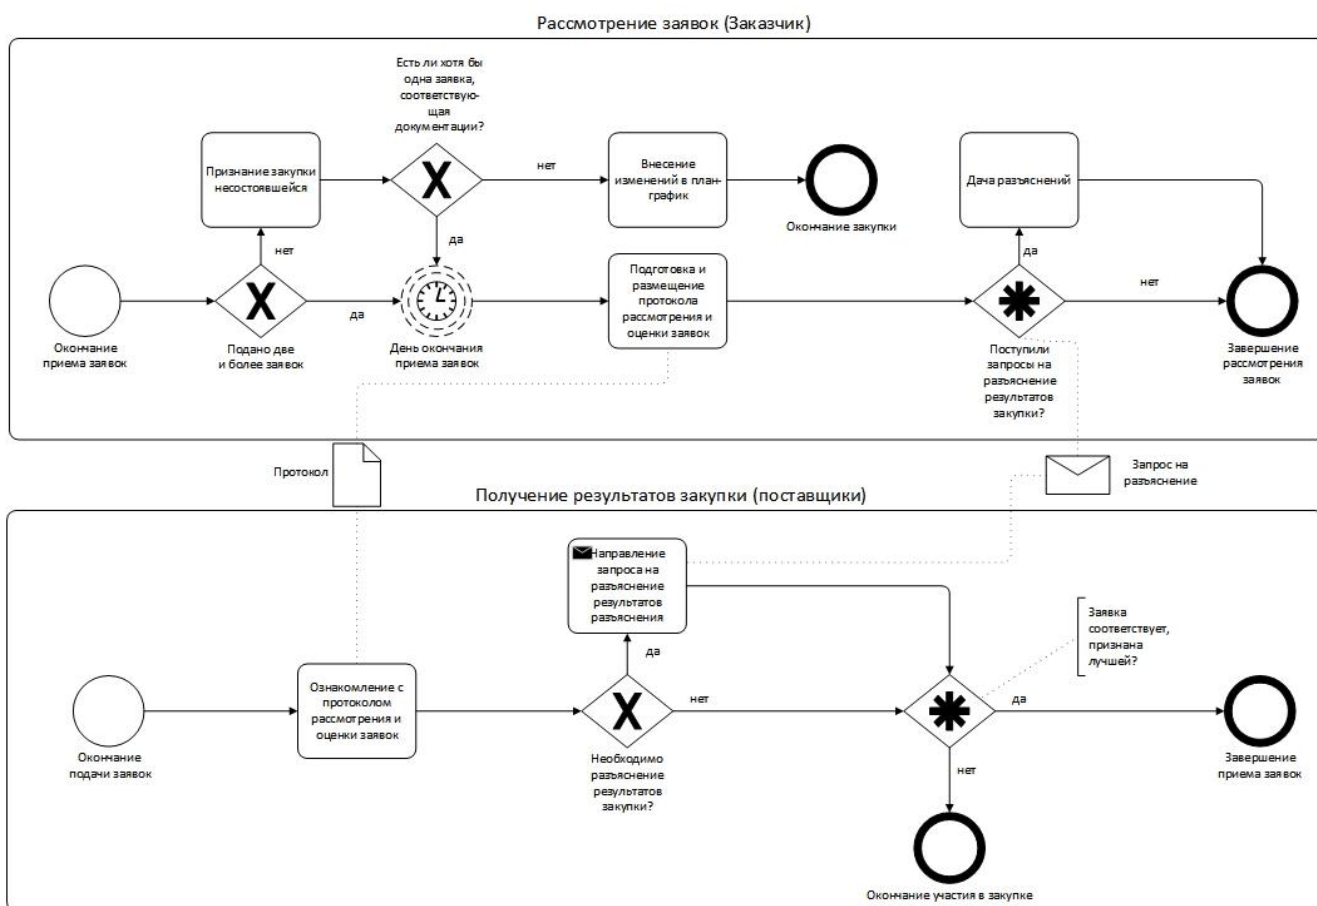 Рассмотрение заявок (Заказчик)
Есть ли хотя бы
одна заявка,
соответствую-
щая
документации?
Признание закупки
несостоявшейся
X
нет
Внесение
изменений в план-
график
Окончание закупки
Дача разъяснений
нет
да
да
Окончание
приема заявок
X
Подано две
и более заявок
да
День окончания
приема заявок
Подготовка и
размещение
протокола
рассмотрения и
оценки заявок
Поступили
запросы на
разъяснение
результатов
закупки?
нет
Завершение
рассмотрения
заявок
Протокол
Запрос на
разъяснение
Получение результатов закупки (поставщики)
Направление
запроса на
разъяснение
результатов
разъяснения
Заявка
соответствует,
признана
лучшей?
да
Окончание
подачи заявок
Ознакомление с
протоколом
рассмотрения и
оценки заявок
X
Необходимо
разъяснение
результатов
закупки?
нет
да
Завершение
приема заявок
нет
Окончание участия в закупке